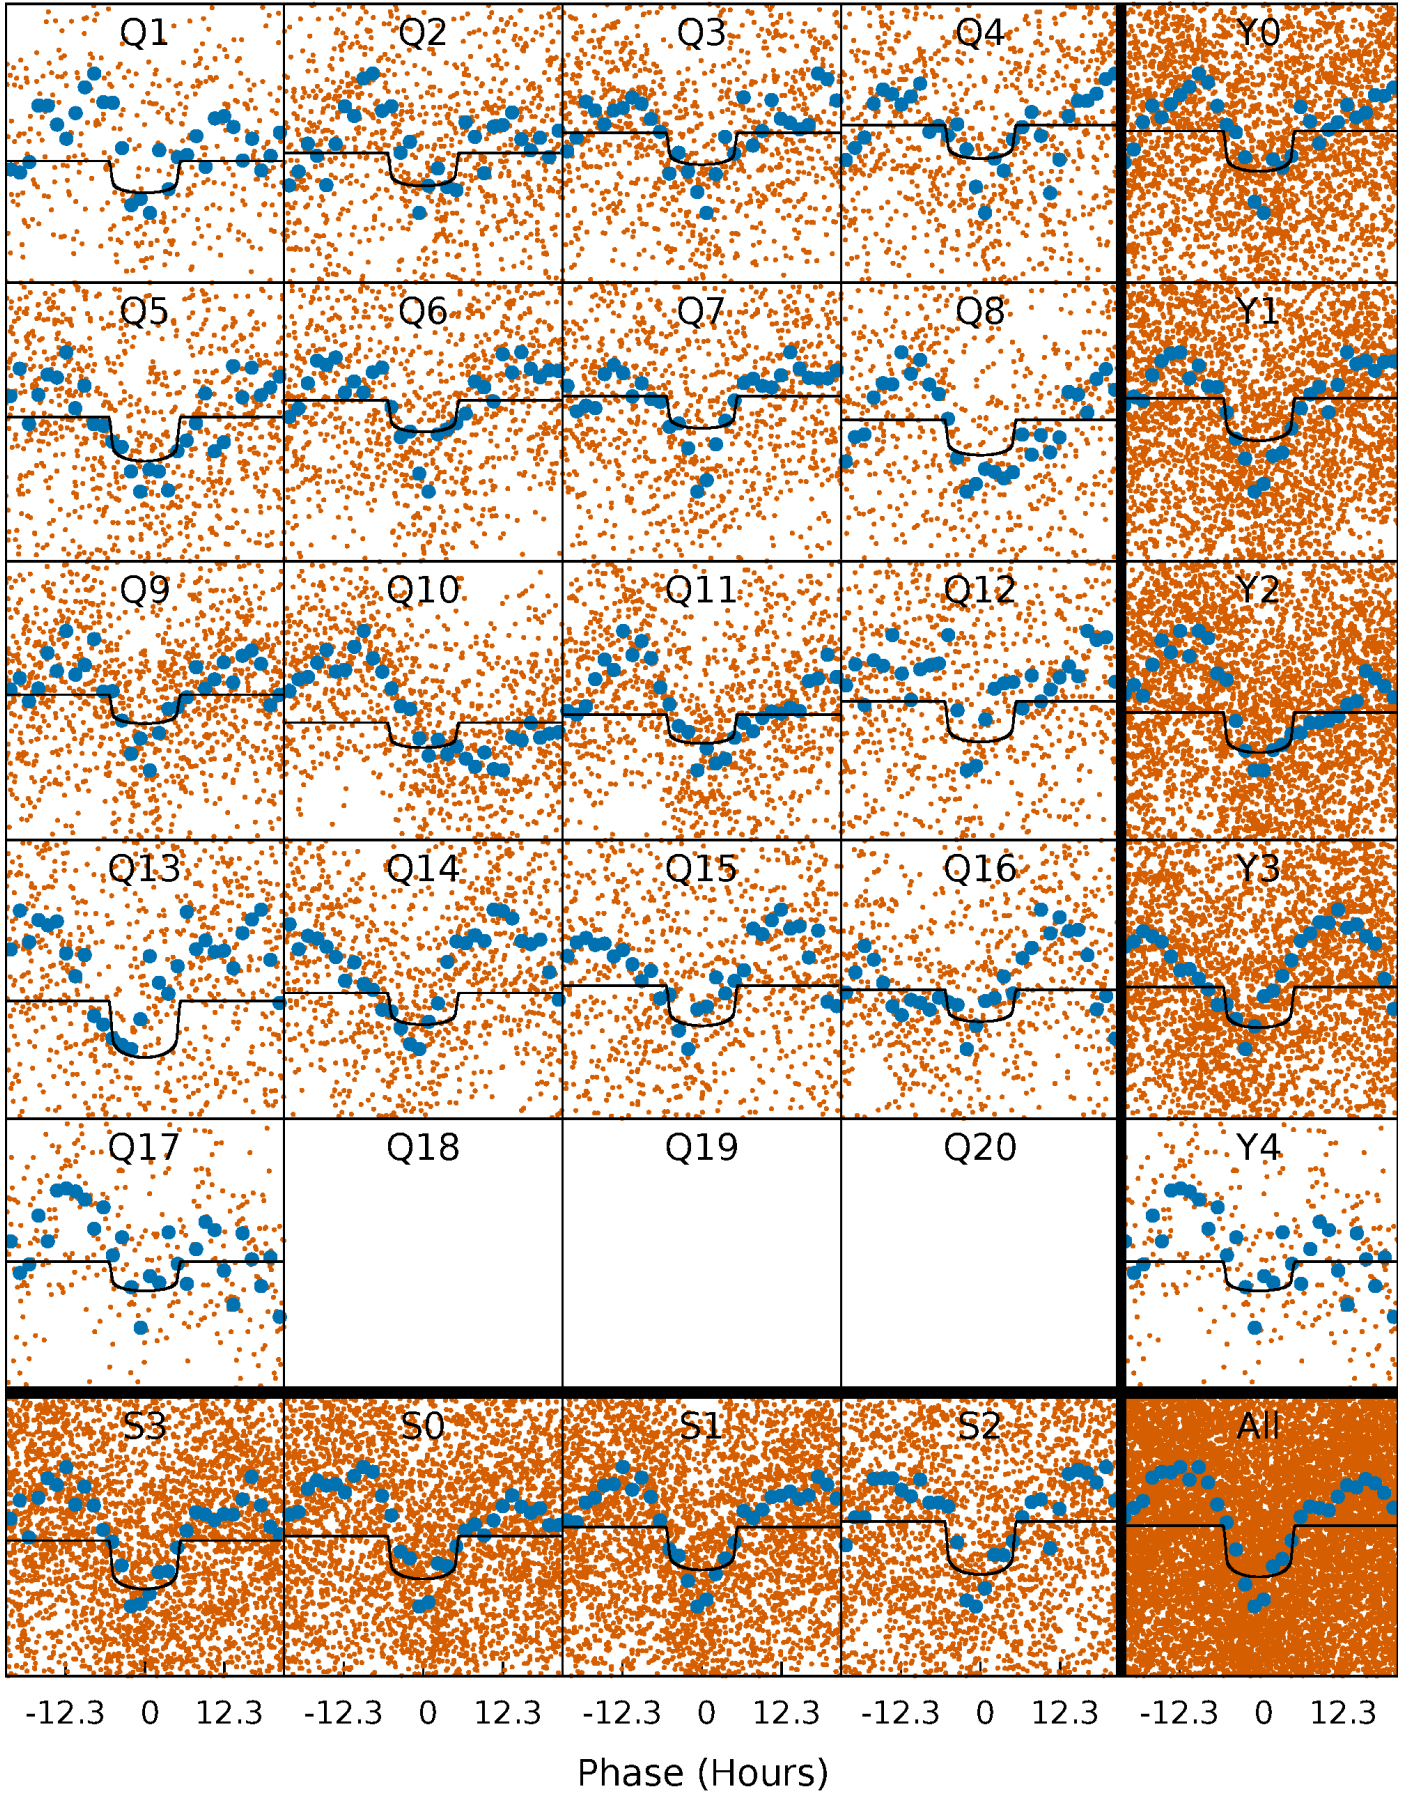 Q1 Q2 Q3 Q4 Y0
Q5 Q6 Q7 Q8 Y1
Q9 Q10 Q11 Q12 Y2
Q13 Q14 Q15 Q16 Y3
Q17 Q18 Q19 Q20 Y4
S3 S0 S1 S2 All
-12.3 0 12.3 -12.3 0 12.3 -12.3 0 12.3 -12.3 0 12.3 -12.3 0 12.3
Phase (Hours)